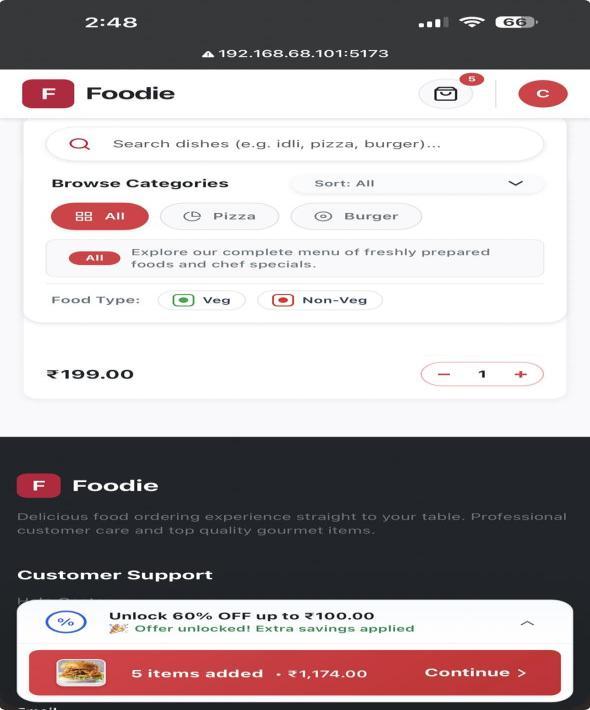 2:48
66
192.168.68.101:5173
F Foodie
5
C
Search dishes (e.g. idli, pizza, burger)...
Browse Categories
Sort: All
All
Pizza
Burger
All
Explore our complete menu of freshly prepared
foods and chef specials.
Food Type:
Veg
Non-Veg
₹199.00
− 1 +
F Foodie
Delicious food ordering experience straight to your table. Professional
customer care and top quality gourmet items.
Customer Support
%
Unlock 60% OFF up to ₹100.00
🎉 Offer unlocked! Extra savings applied
5 items added • ₹1,174.00
Continue >